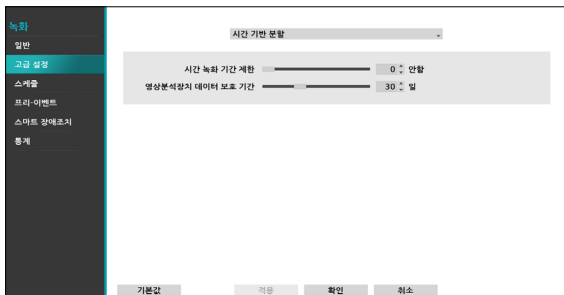 녹화
일반
고급 설정
스케줄
프리-이벤트
스마트 장애조치
통계
시간 기반 분할
시간 녹화 기간 제한 0 안함
영상분석장치 데이터 보호 기간 30 일
기본값 적용 확인 취소